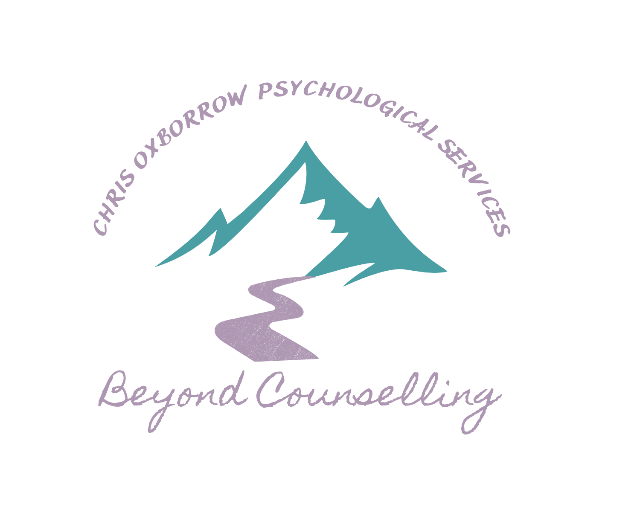 CHRIS OXBORROW PSYCHOLOGICAL SERVICES
Beyond Counselling